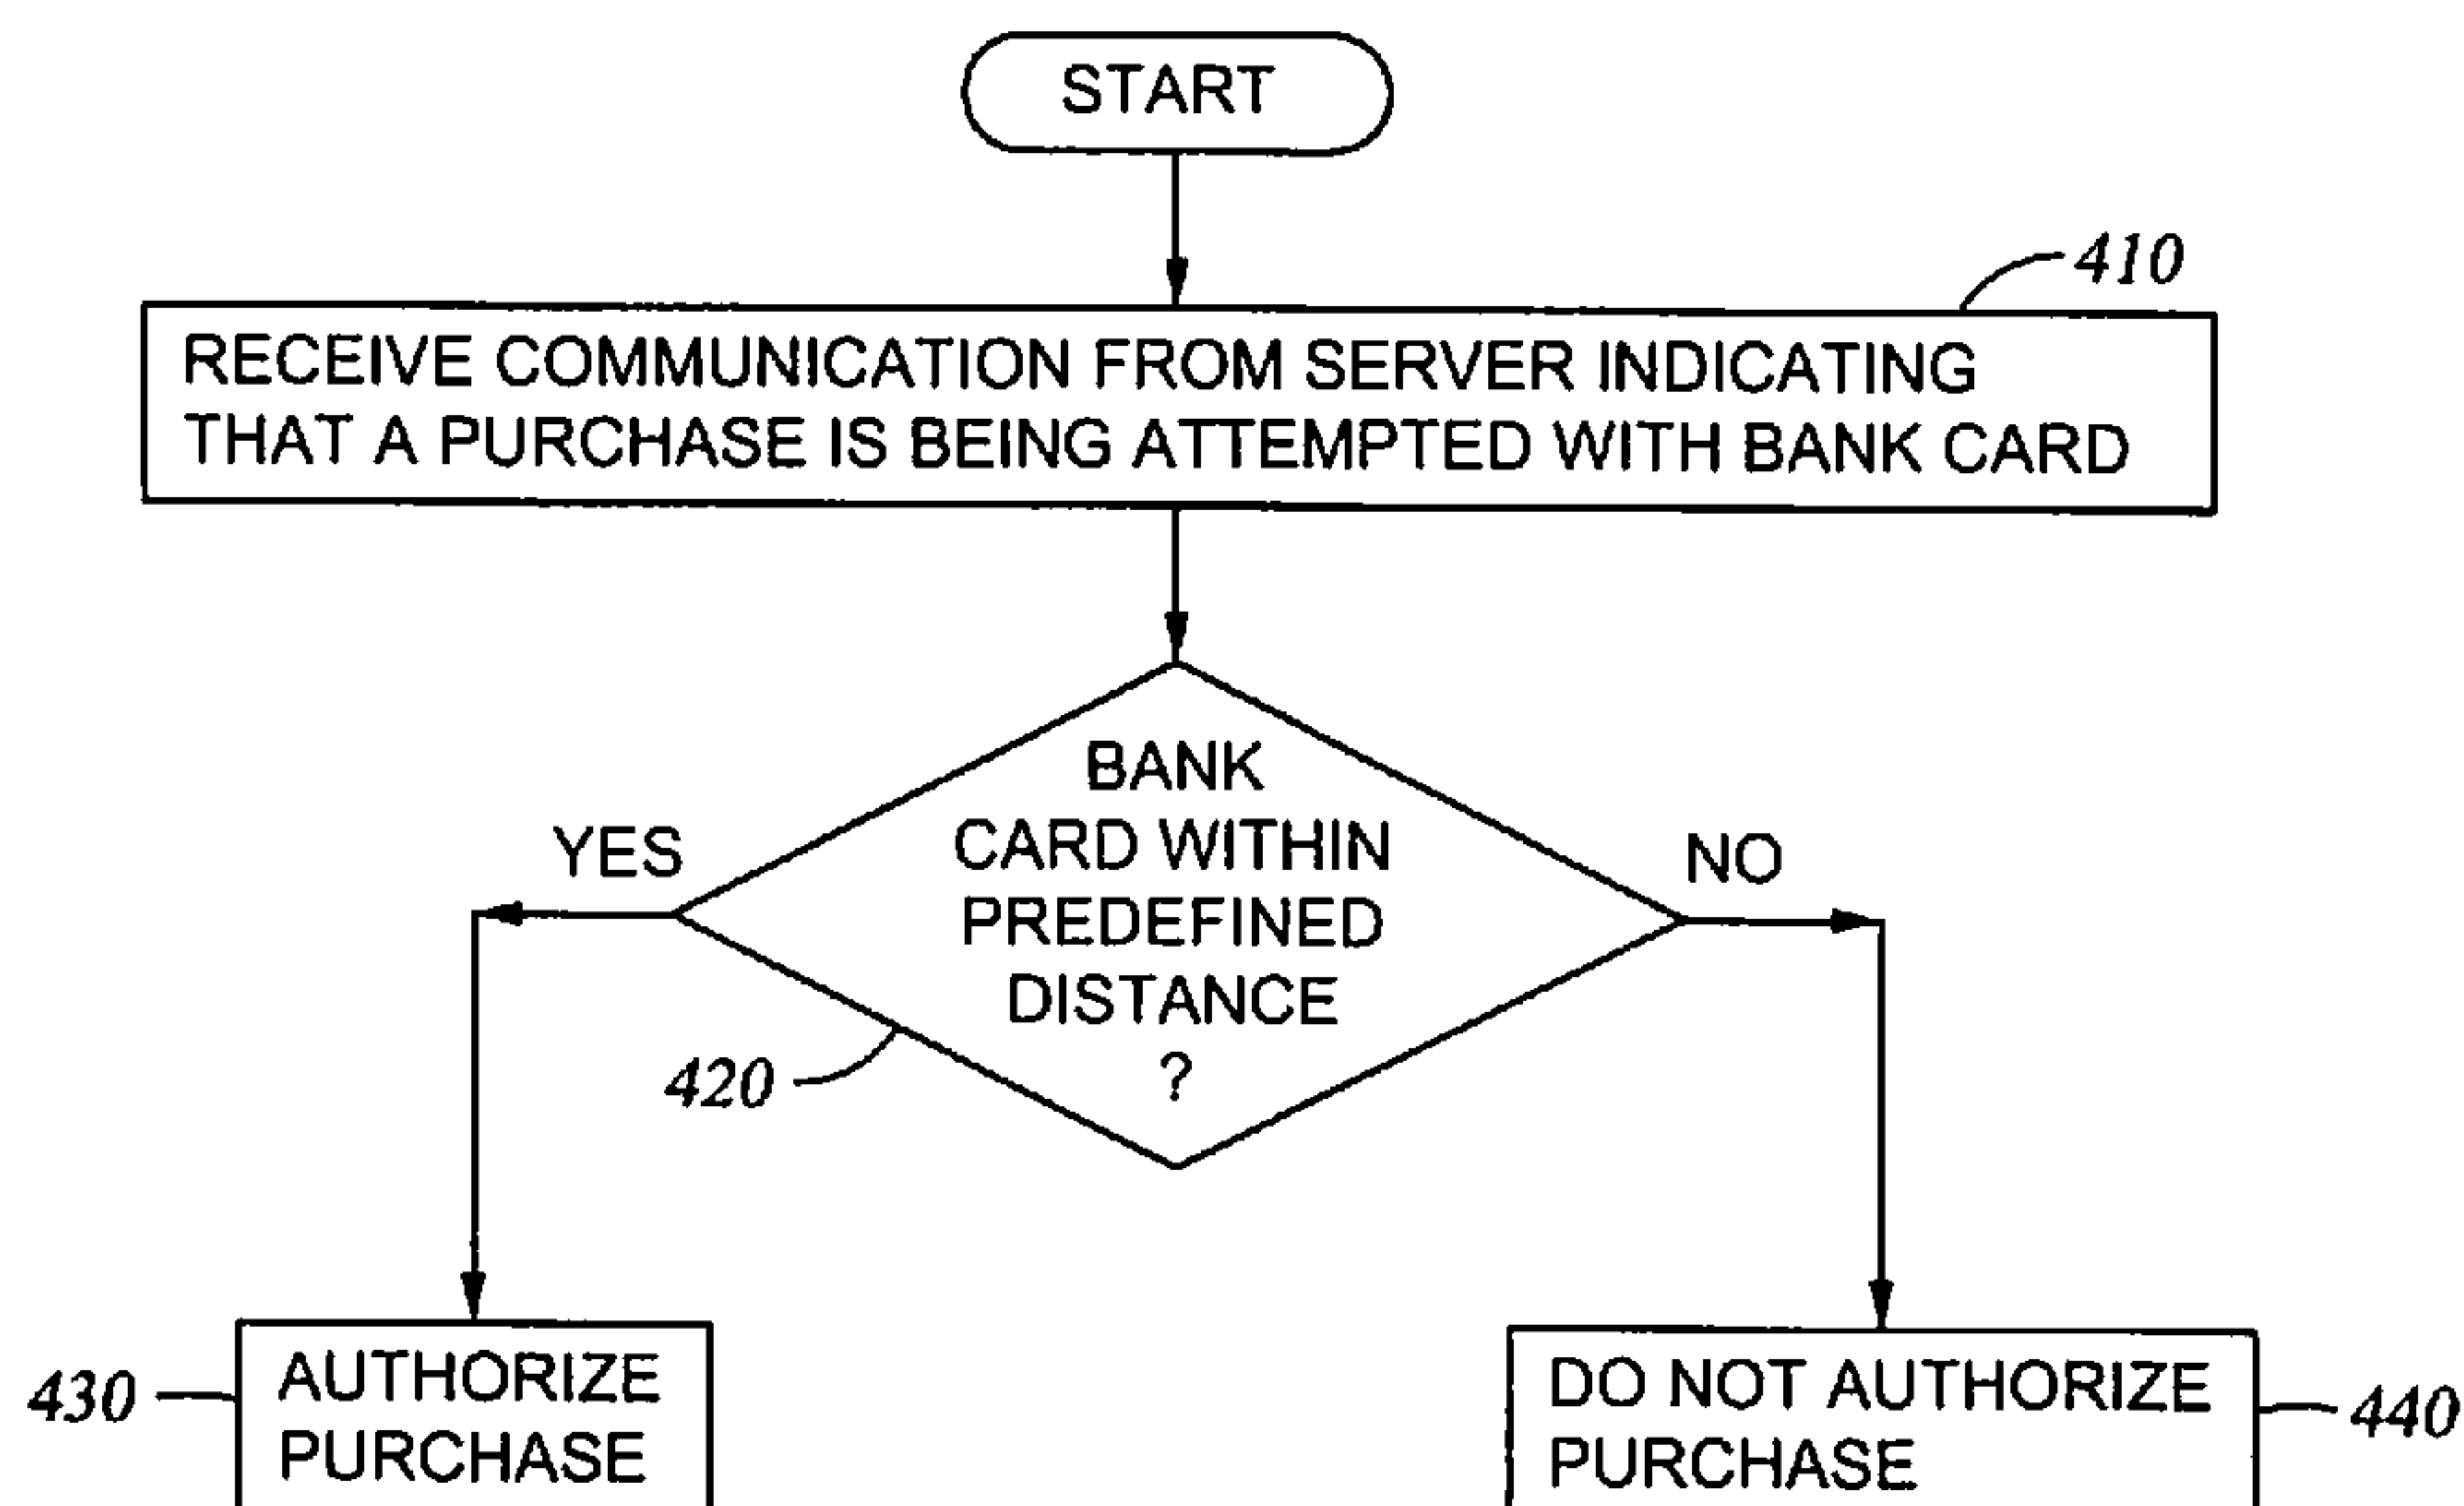 START
410
RECEIVE COMMUNICATION FROM SERVER INDICATING
THAT A PURCHASE IS BEING ATTEMPTED WITH BANK CARD
BANK
CARD WITHIN
PREDEFINED
DISTANCE
?
YES
NO
420
430
AUTHORIZE
PURCHASE
DO NOT AUTHORIZE
PURCHASE
440